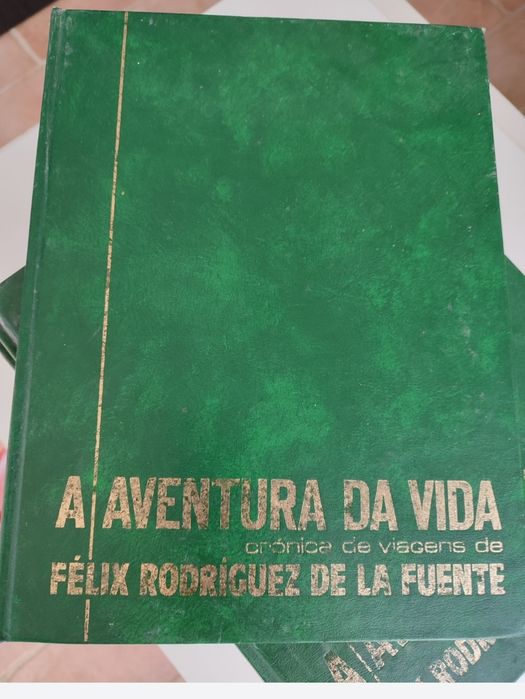 A AVENTURA DA VIDA
crónica de viagens de
FÉLIX RODRÍGUEZ DE LA FUENTE